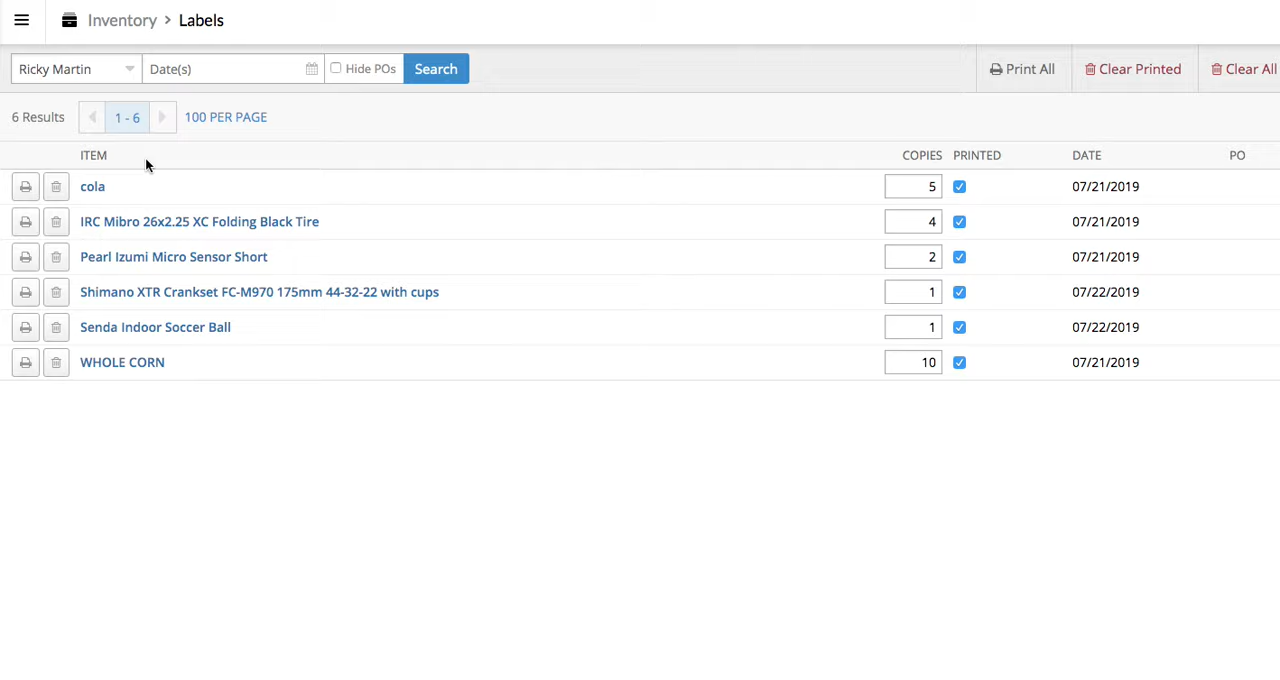 Inventory > Labels
Ricky Martin Date(s) Hide POs Search Print All Clear Printed Clear All
6 Results 1 - 6 100 PER PAGE
ITEM COPIES PRINTED DATE PO
cola 5 07/21/2019
IRC Mibro 26x2.25 XC Folding Black Tire 4 07/21/2019
Pearl Izumi Micro Sensor Short 2 07/21/2019
Shimano XTR Crankset FC-M970 175mm 44-32-22 with cups 1 07/22/2019
Senda Indoor Soccer Ball 1 07/22/2019
WHOLE CORN 10 07/21/2019